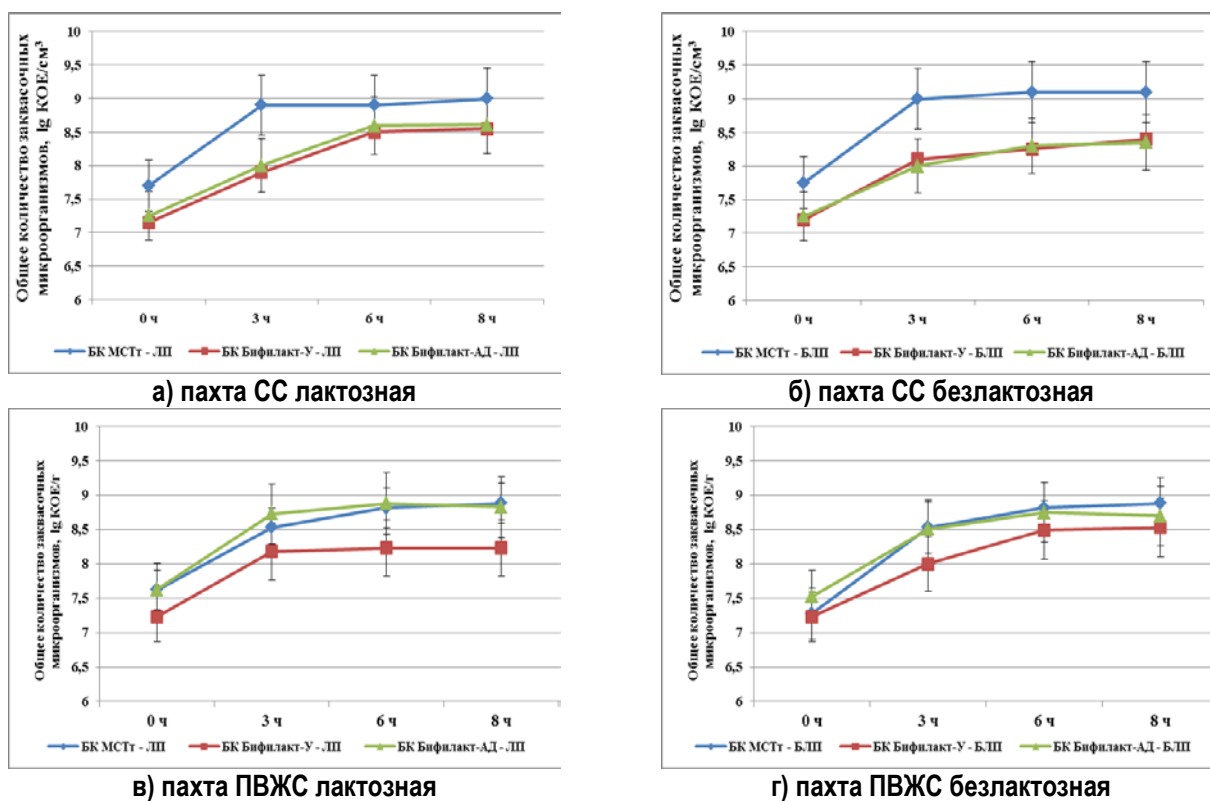 Общее количество заквасочных
микроорганизмов, lg КОЕ/см³
10
9,5
9
8,5
8
7,5
7
6,5
6
0 ч 3 ч 6 ч 8 ч
БК МСТт - ЛП БК Бифилакт-У - ЛП БК Бифилакт-АД - ЛП
а) пахта СС лактозная
Общее количество заквасочных
микроорганизмов, lg КОЕ/см³
10
9,5
9
8,5
8
7,5
7
6,5
6
0 ч 3 ч 6 ч 8 ч
БК МСТт - БЛП БК Бифилакт-У - БЛП БК Бифилакт-АД - БЛП
б) пахта СС безлактозная
Общее количество заквасочных
микроорганизмов, lg КОЕ/г
10
9,5
9
8,5
8
7,5
7
6,5
6
0 ч 3 ч 6 ч 8 ч
БК МСТт - ЛП БК Бифилакт-У - ЛП БК Бифилакт-АД - ЛП
в) пахта ПВЖС лактозная
Общее количество заквасочных
микроорганизмов, lg КОЕ/г
10
9,5
9
8,5
8
7,5
7
6,5
6
0 ч 3 ч 6 ч 8 ч
БК МСТт - БЛП БК Бифилакт-У - БЛП БК Бифилакт-АД - БЛП
г) пахта ПВЖС безлактозная